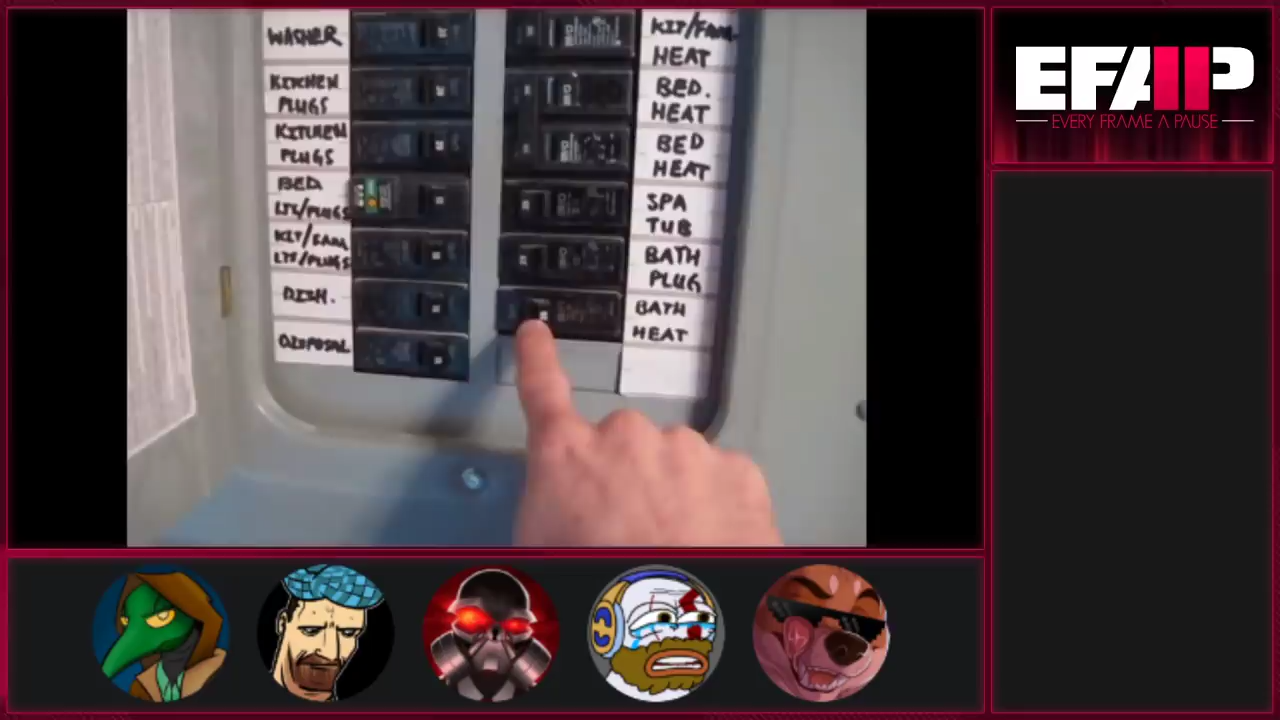 WASHER
KITCHEN
PLUGS
KITCHEN
PLUGS
BED
LTS/PLUGS
KIT/FAM
LTS/PLUGS
DISH.
DISPOSAL
KIT/FAM
HEAT
BED.
HEAT
BED
HEAT
SPA
TUB
BATH
PLUG
BATH
HEAT
EFAP
EVERY FRAME A PAUSE